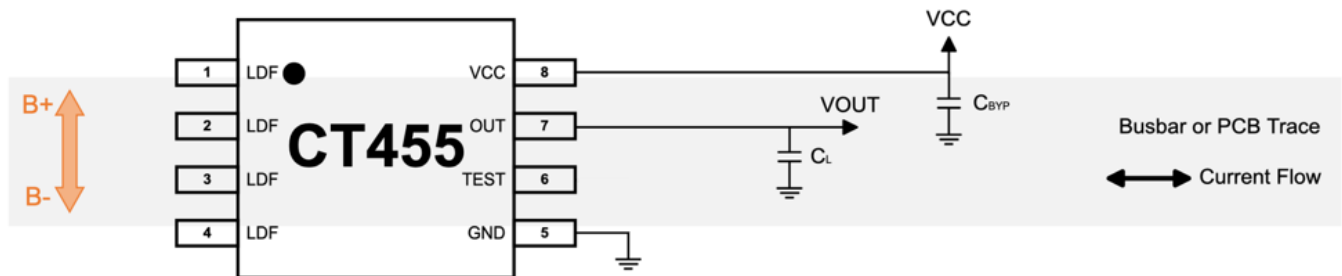 VCC
1 LDF VCC 8
B+
CBYP
2 LDF OUT 7 VOUT
Busbar or PCB Trace
CT455
CL
3 LDF TEST 6
Current Flow
B-
4 LDF GND 5